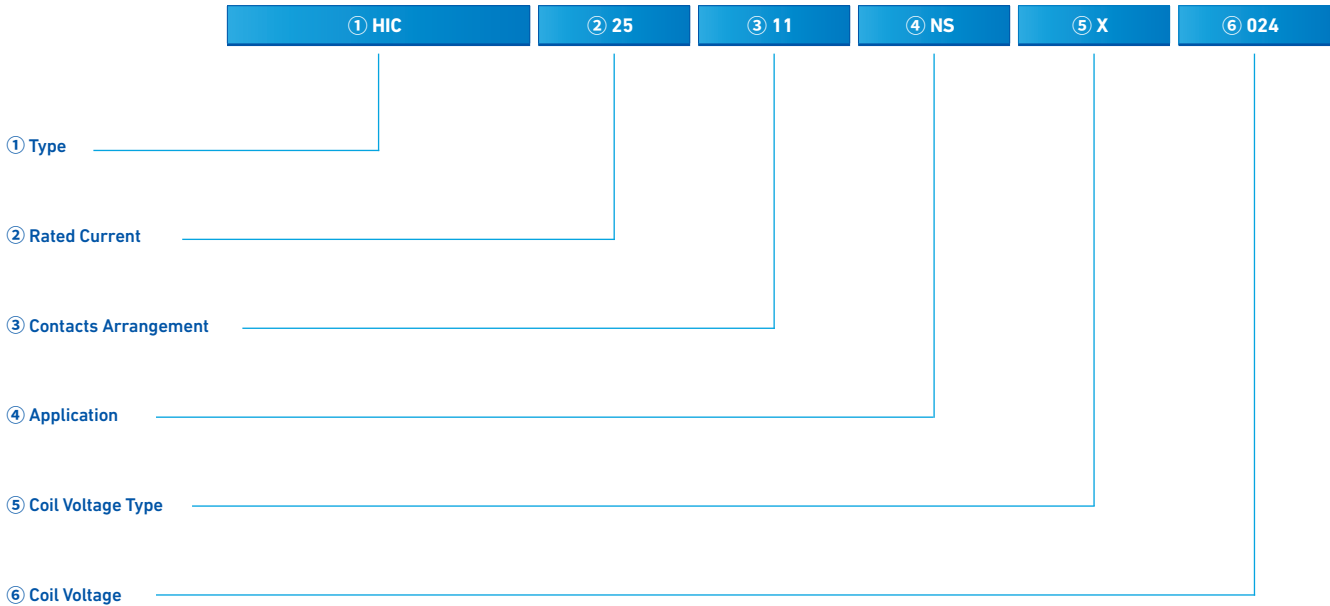 ① HIC ② 25 ③ 11 ④ NS ⑤ X ⑥ 024
① Type
② Rated Current
③ Contacts Arrangement
④ Application
⑤ Coil Voltage Type
⑥ Coil Voltage